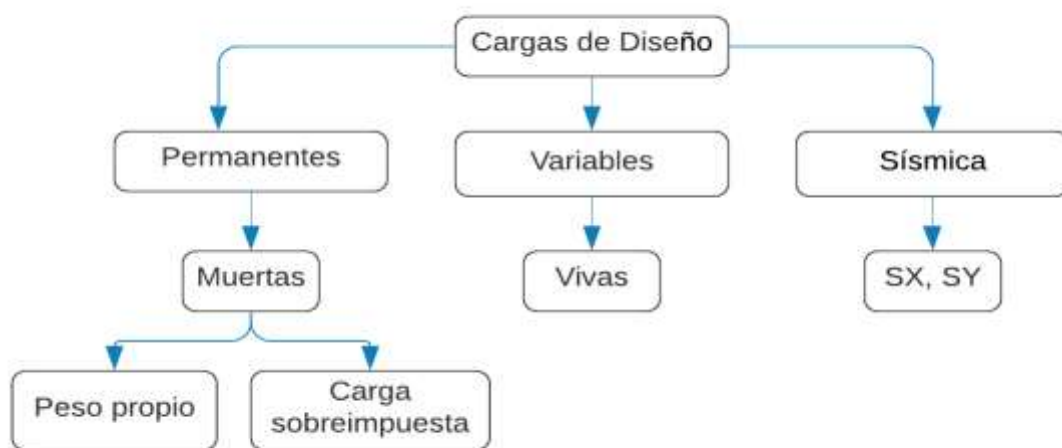 Cargas de Diseño
Permanentes
Variables
Sísmica
Muertas
Vivas
SX, SY
Peso propio
Carga
sobreimpuesta